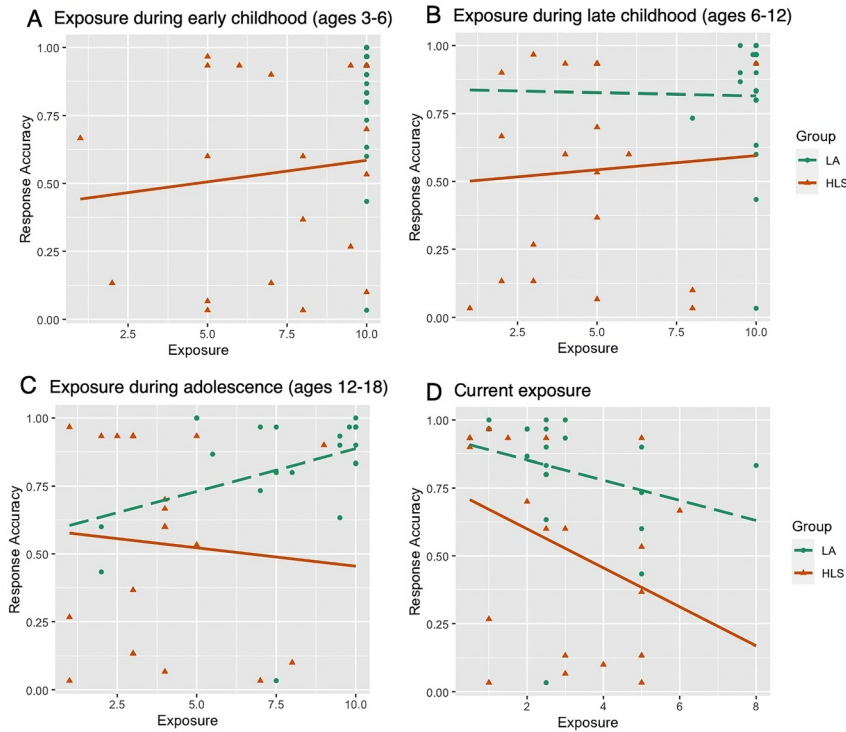 A Exposure during early childhood (ages 3-6)
1.00
0.75
0.50
0.25
0.00
Response Accuracy
2.5 5.0 7.5 10.0
Exposure
B Exposure during late childhood (ages 6-12)
1.00
0.75
0.50
0.25
0.00
Response Accuracy
2.5 5.0 7.5 10.0
Exposure
Group
LA
HLS
C Exposure during adolescence (ages 12-18)
1.00
0.75
0.50
0.25
0.00
Response Accuracy
2.5 5.0 7.5 10.0
Exposure
D Current exposure
1.00
0.75
0.50
0.25
0.00
Response Accuracy
2 4 6 8
Exposure
Group
LA
HLS